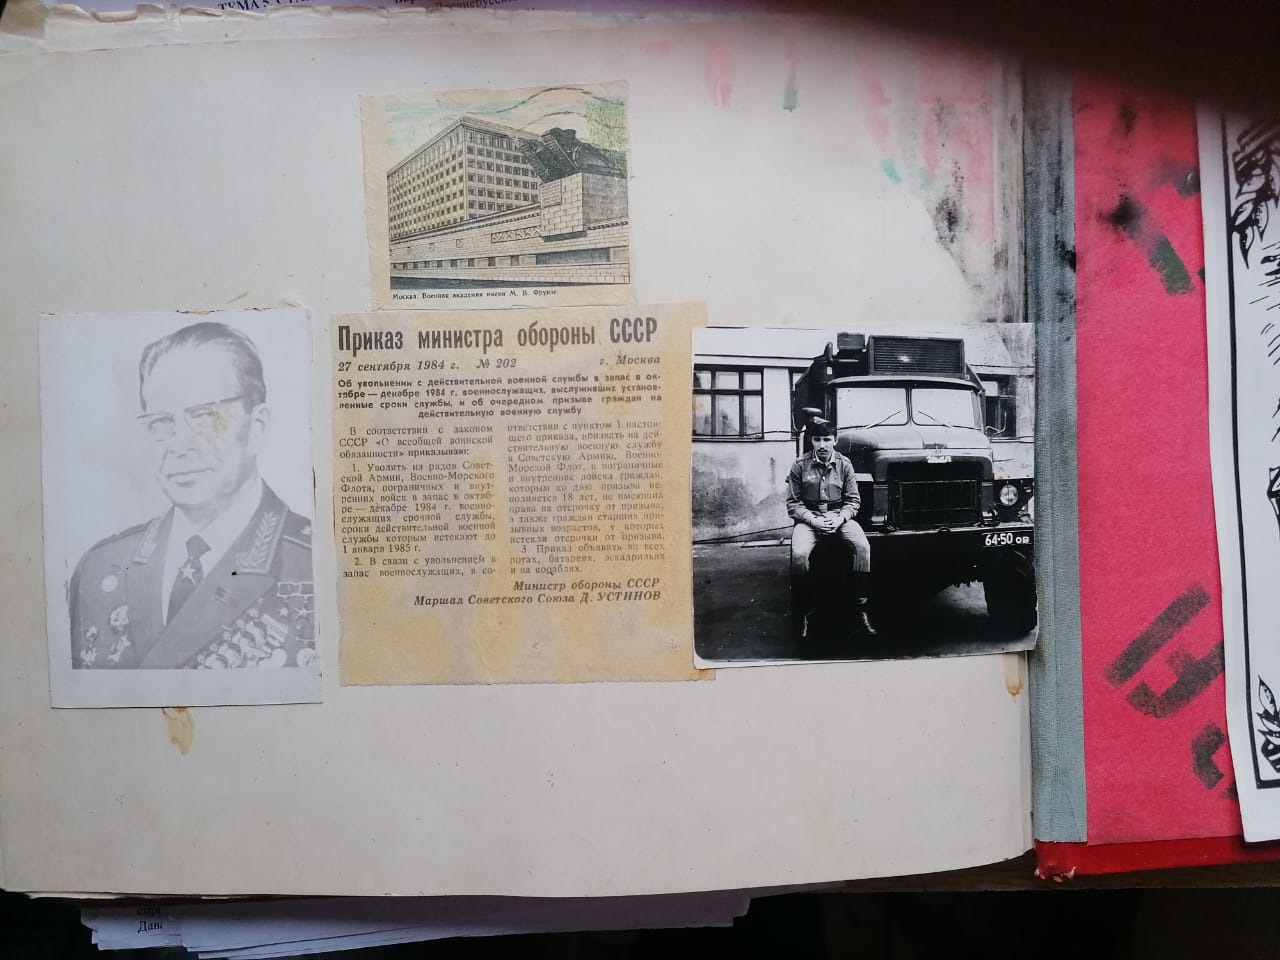 ТЕМА 5
Москва. Военная академия имени М. В. Фрунзе
Приказ министра обороны СССР
27 сентября 1984 г. № 202 г. Москва
Об увольнении с действительной военной службы в запас в ок-
тябре — декабре 1984 г. военнослужащих, выслуживших установ-
ленные сроки службы, и об очередном призыве граждан на
действительную военную службу
В соответствии с законом
СССР «О всеобщей воинской
обязанности» приказываю:
1. Уволить из рядов Совет-
ской Армии, Военно-Морского
Флота, пограничных и внут-
ренних войск в запас в октяб-
ре — декабре 1984 г. военно-
служащих срочной службы,
сроки действительной военной
службы которым истекают до
1 января 1985 г.
2. В связи с увольнением в
запас военнослужащих, в со-
ответствии с пунктом 1 настоя-
щего приказа, призвать на дей-
ствительную военную службу
в Советскую Армию, Военно-
Морской Флот, в пограничные
и внутренние войска граждан,
которым ко дню призыва ис-
полняется 18 лет, не имеющих
права на отсрочку от призыва,
а также граждан старших при-
зывных возрастов, у которых
истекли отсрочки от призыва.
3. Приказ объявить во всех
ротах, батареях, эскадрильях
и на кораблях.
Министр обороны СССР
Маршал Советского Союза Д. УСТИНОВ
64-50 ОВ